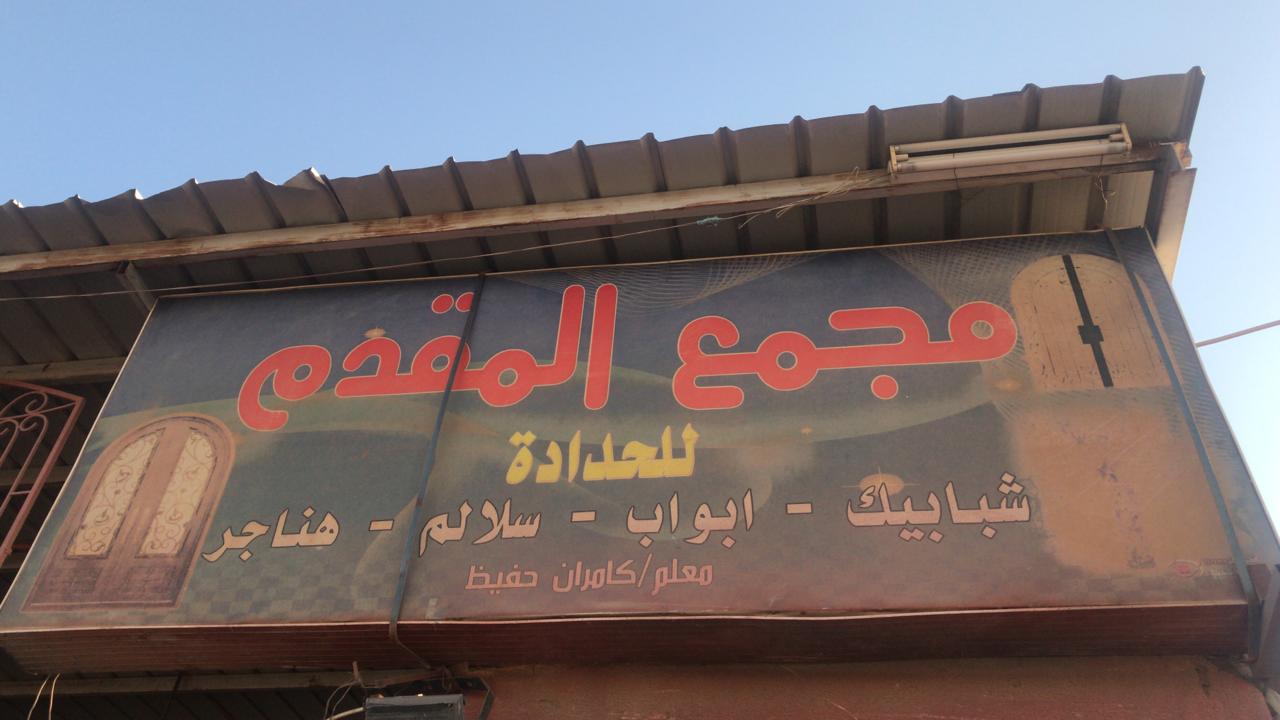 مجمع المقدم
للحدادة
شبابيك - ابواب - سلالم - هناجر
معلم/كامران حفيظ